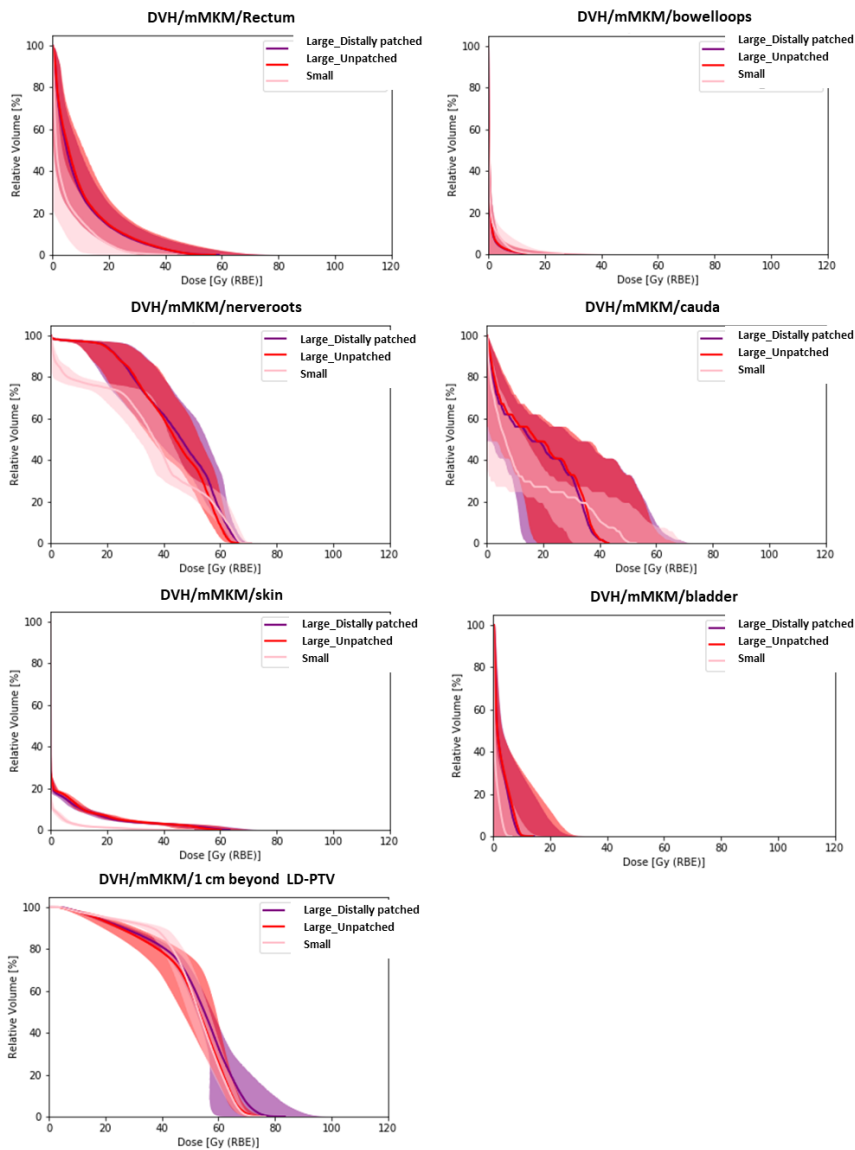 DVH/mMKM/Rectum
Large_Distally patched
Large_Unpatched
Small
Relative Volume [%]
100
80
60
40
20
0
0 20 40 60 80 100 120
Dose [Gy (RBE)]
DVH/mMKM/bowelloops
Large_Distally patched
Large_Unpatched
Small
Relative Volume [%]
100
80
60
40
20
0
0 20 40 60 80 100 120
Dose [Gy (RBE)]
DVH/mMKM/nerveroots
Large_Distally patched
Large_Unpatched
Small
Relative Volume [%]
100
80
60
40
20
0
0 20 40 60 80 100 120
Dose [Gy (RBE)]
DVH/mMKM/cauda
Large_Distally patched
Large_Unpatched
Small
Relative Volume [%]
100
80
60
40
20
0
0 20 40 60 80 100 120
Dose [Gy (RBE)]
DVH/mMKM/skin
Large_Distally patched
Large_Unpatched
Small
Relative Volume [%]
100
80
60
40
20
0
0 20 40 60 80 100 120
Dose [Gy (RBE)]
DVH/mMKM/bladder
Large_Distally patched
Large_Unpatched
Small
Relative Volume [%]
100
80
60
40
20
0
0 20 40 60 80 100 120
Dose [Gy (RBE)]
DVH/mMKM/1 cm beyond LD-PTV
Large_Distally patched
Large_Unpatched
Small
Relative Volume [%]
100
80
60
40
20
0
0 20 40 60 80 100 120
Dose [Gy (RBE)]